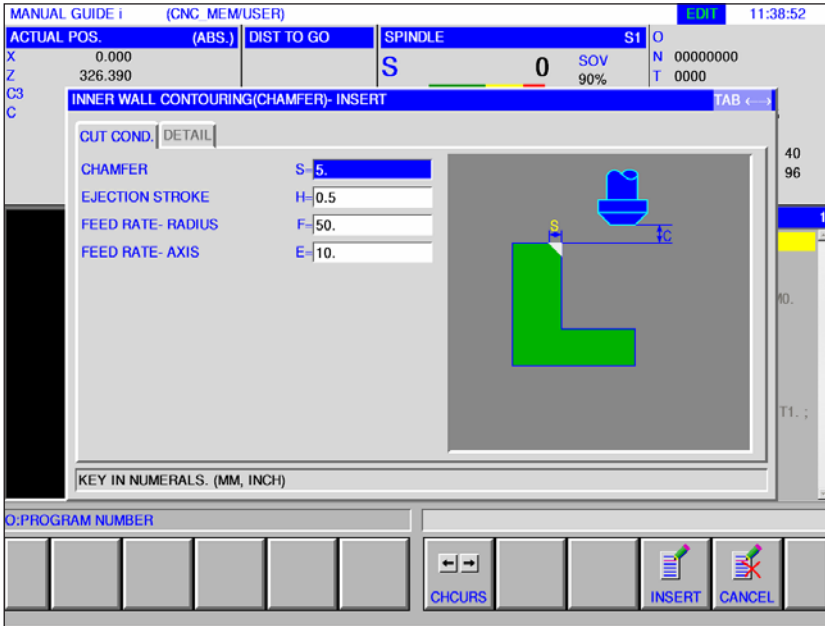 MANUAL GUIDE i (CNC_MEM/USER) EDIT 11:38:52
ACTUAL POS. (ABS.) DIST TO GO SPINDLE S1 O
X 0.000 S 0 SOV N 00000000
Z 326.390 90% T 0000
C3
C
INNER WALL CONTOURING(CHAMFER)- INSERT TAB ←→
CUT COND. DETAIL
40
96
CHAMFER S=5.
EJECTION STROKE H=0.5
FEED RATE- RADIUS F=50.
FEED RATE- AXIS E=10.
S
C
1
M0.
T1. ;
KEY IN NUMERALS. (MM, INCH)
O:PROGRAM NUMBER
CHCURS INSERT CANCEL